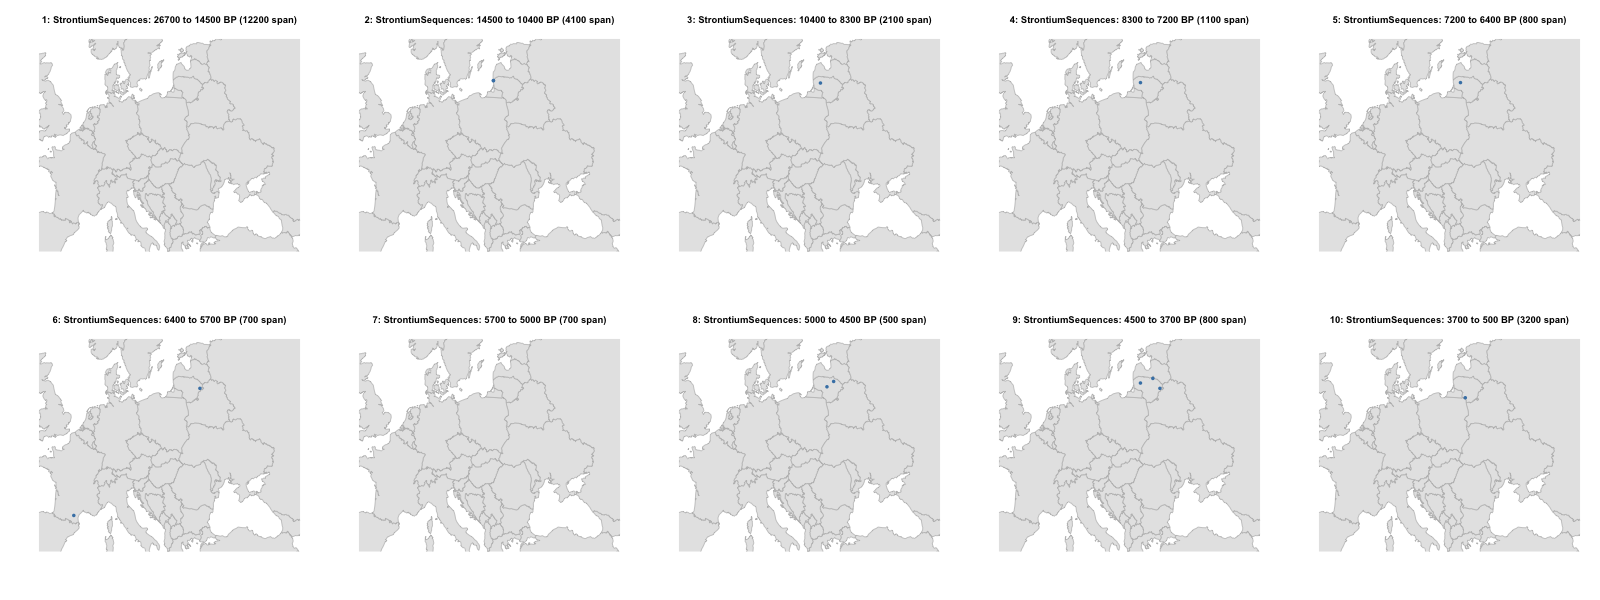 1: StrontiumSequences: 26700 to 14500 BP (12200 span)
2: StrontiumSequences: 14500 to 10400 BP (4100 span)
3: StrontiumSequences: 10400 to 8300 BP (2100 span)
4: StrontiumSequences: 8300 to 7200 BP (1100 span)
5: StrontiumSequences: 7200 to 6400 BP (800 span)
6: StrontiumSequences: 6400 to 5700 BP (700 span)
7: StrontiumSequences: 5700 to 5000 BP (700 span)
8: StrontiumSequences: 5000 to 4500 BP (500 span)
9: StrontiumSequences: 4500 to 3700 BP (800 span)
10: StrontiumSequences: 3700 to 500 BP (3200 span)